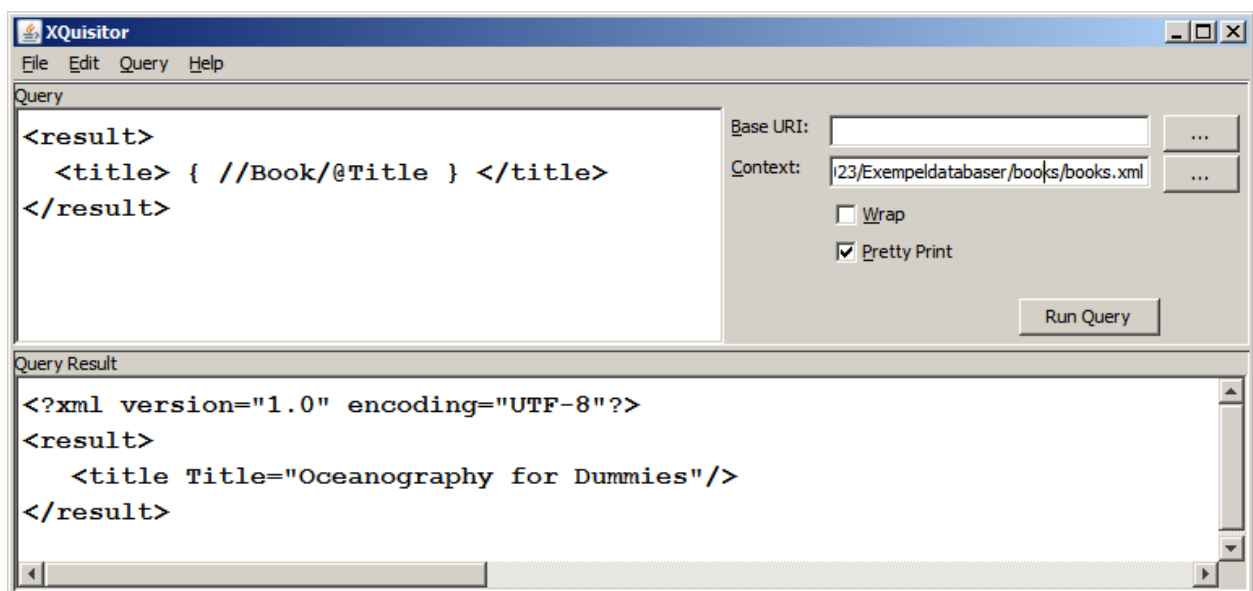 XQuisitor
File Edit Query Help
Query
<result>
  <title> { //Book/@Title } </title>
</result>
Base URI: ...
Context: 23/Exempeldatabaser/books/books.xml ...
Wrap
Pretty Print
Run Query
Query Result
<?xml version="1.0" encoding="UTF-8"?>
<result>
   <title Title="Oceanography for Dummies"/>
</result>